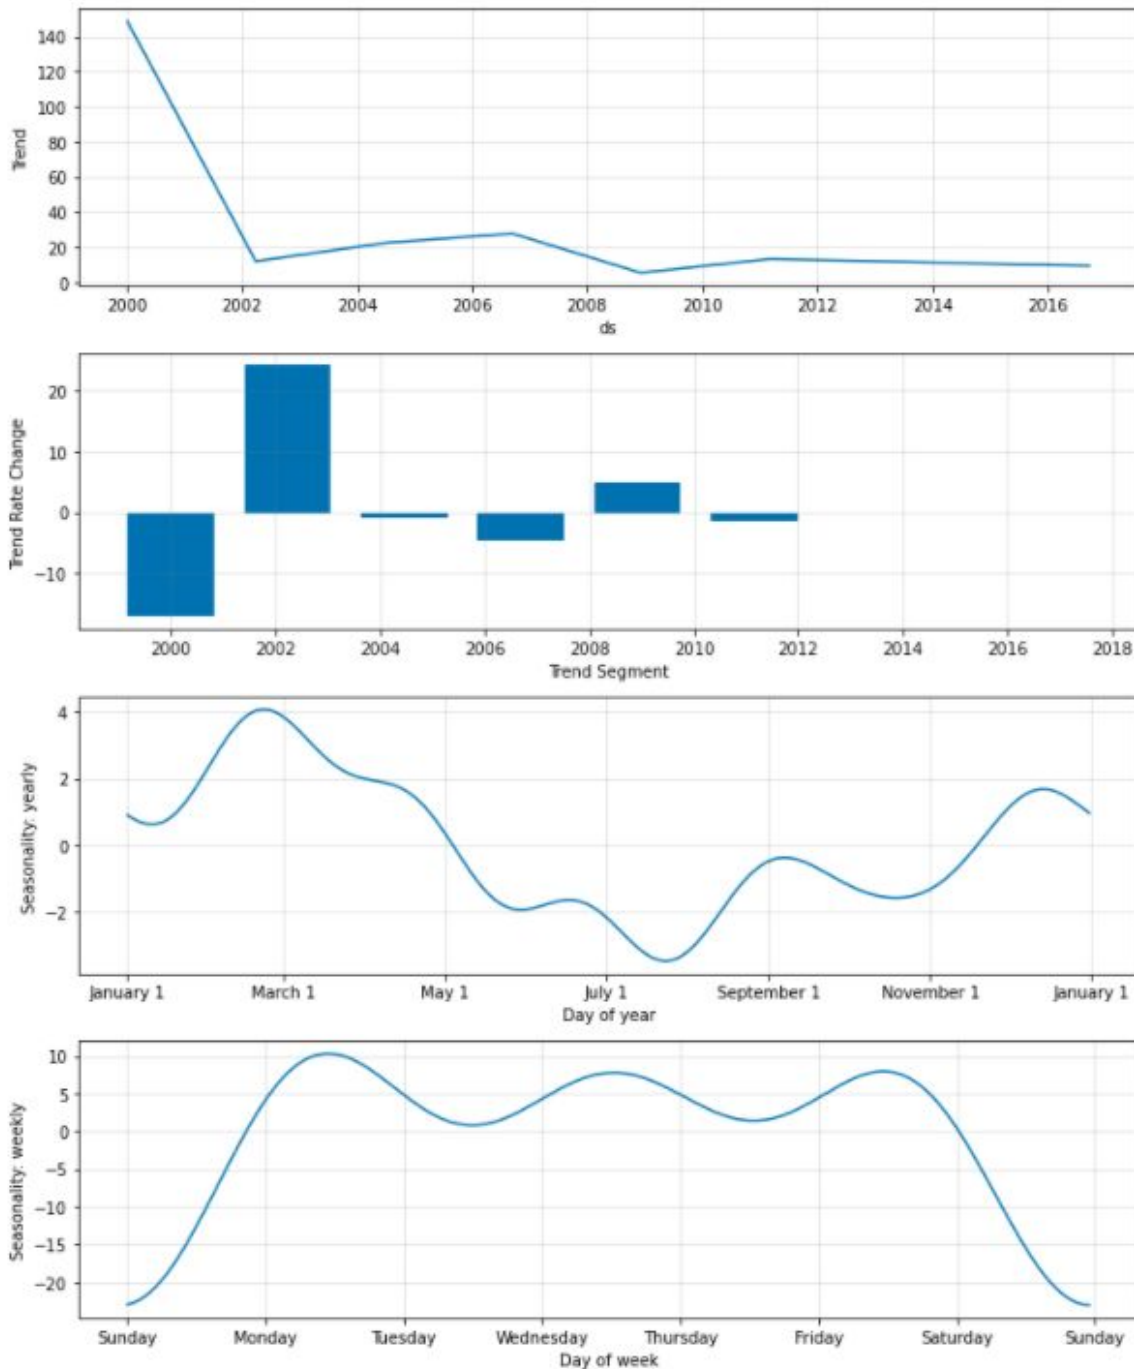 140
120
100
80
60
40
20
0
Trend
2000 2002 2004 2006 2008 2010 2012 2014 2016
ds
20
10
0
−10
Trend Rate Change
2000 2002 2004 2006 2008 2010 2012 2014 2016 2018
Trend Segment
4
2
0
−2
Seasonality: yearly
January 1 March 1 May 1 July 1 September 1 November 1 January 1
Day of year
10
5
0
−5
−10
−15
−20
Seasonality: weekly
Sunday Monday Tuesday Wednesday Thursday Friday Saturday Sunday
Day of week